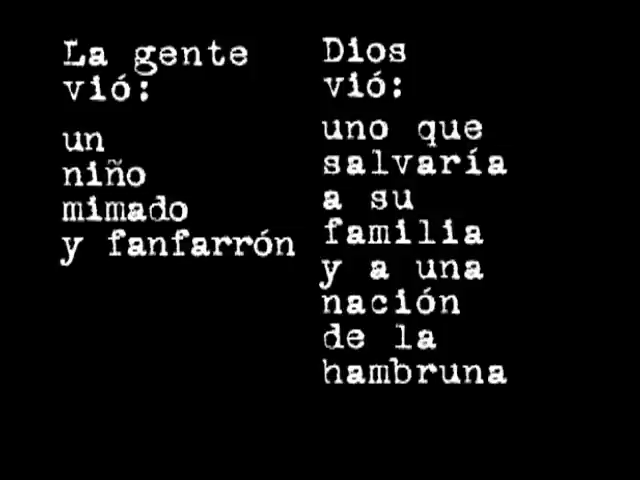 La gente
vió:
un
niño
mimado
y fanfarrón
Dios
vió:
uno que
salvaría
a su
familia
y a una
nación
de la
hambruna